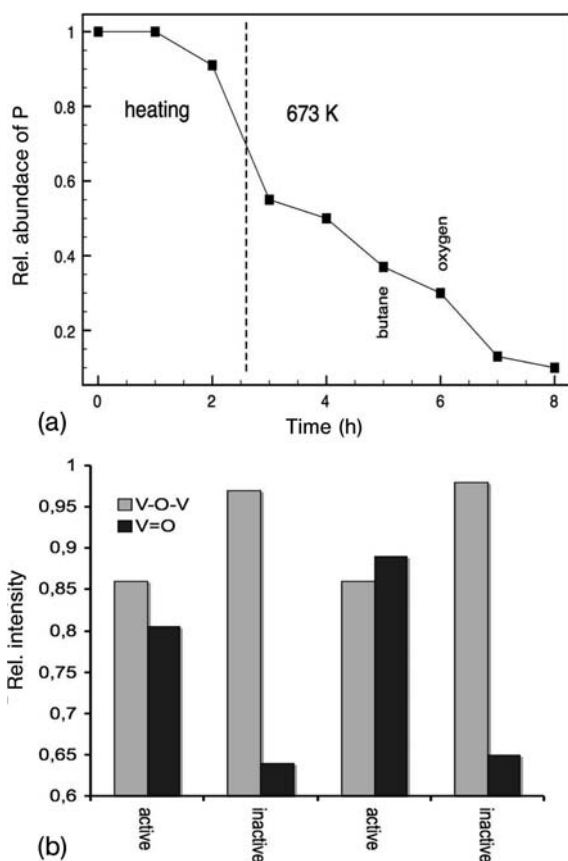 Rel. abundace of P
1
0.8
0.6
0.4
0.2
heating
673 K
butane
oxygen
0
2
4
6
8
Time (h)
(a)
Rel. intensity
1
0,95
0,9
0,85
0,8
0,75
0,7
0,65
0,6
V-O-V
V=O
active
inactive
active
inactive
(b)